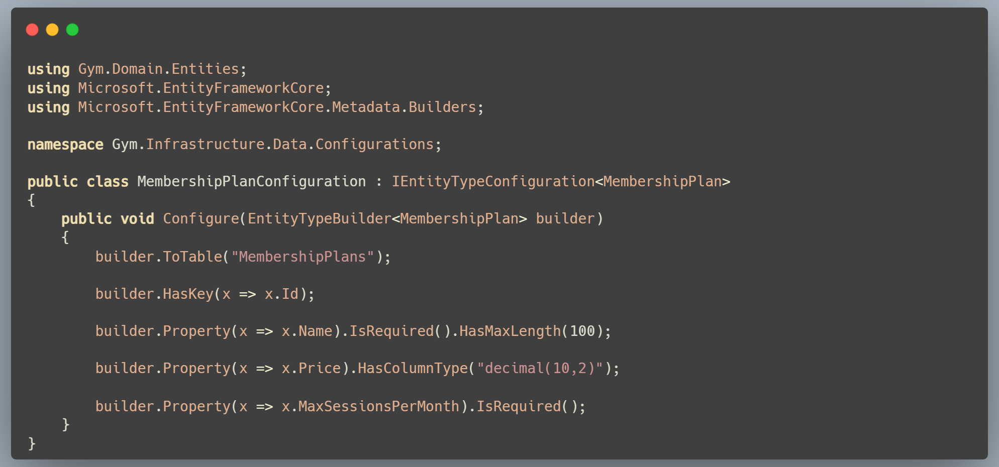 using Gym.Domain.Entities;
using Microsoft.EntityFrameworkCore;
using Microsoft.EntityFrameworkCore.Metadata.Builders;

namespace Gym.Infrastructure.Data.Configurations;

public class MembershipPlanConfiguration : IEntityTypeConfiguration<MembershipPlan>
{
    public void Configure(EntityTypeBuilder<MembershipPlan> builder)
    {
        builder.ToTable("MembershipPlans");

        builder.HasKey(x => x.Id);

        builder.Property(x => x.Name).IsRequired().HasMaxLength(100);

        builder.Property(x => x.Price).HasColumnType("decimal(10,2)");

        builder.Property(x => x.MaxSessionsPerMonth).IsRequired();
    }
}